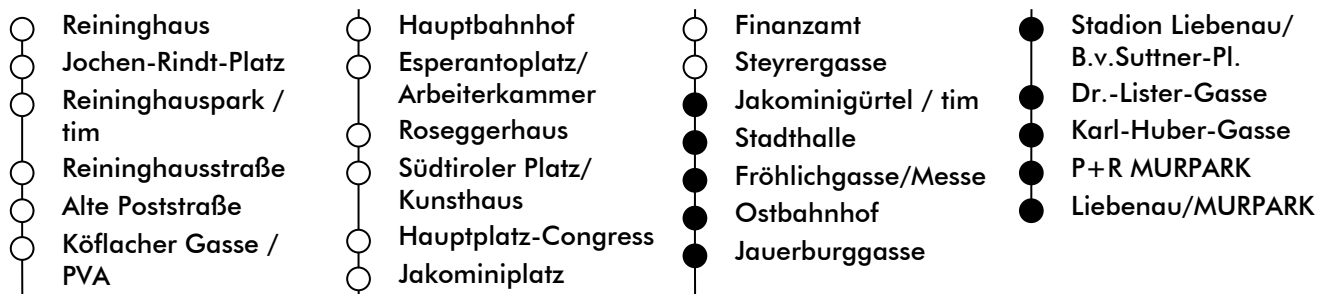 Reininghaus
Jochen-Rindt-Platz
Reininghauspark /
tim
Reininghausstraße
Alte Poststraße
Köflacher Gasse /
PVA
Hauptbahnhof
Esperantoplatz/
Arbeiterkammer
Roseggerhaus
Südtiroler Platz/
Kunsthaus
Hauptplatz-Congress
Jakominiplatz
Finanzamt
Steyrergasse
Jakominigürtel / tim
Stadthalle
Fröhlichgasse/Messe
Ostbahnhof
Jauerburggasse
Stadion Liebenau/
B.v.Suttner-Pl.
Dr.-Lister-Gasse
Karl-Huber-Gasse
P+R MURPARK
Liebenau/MURPARK